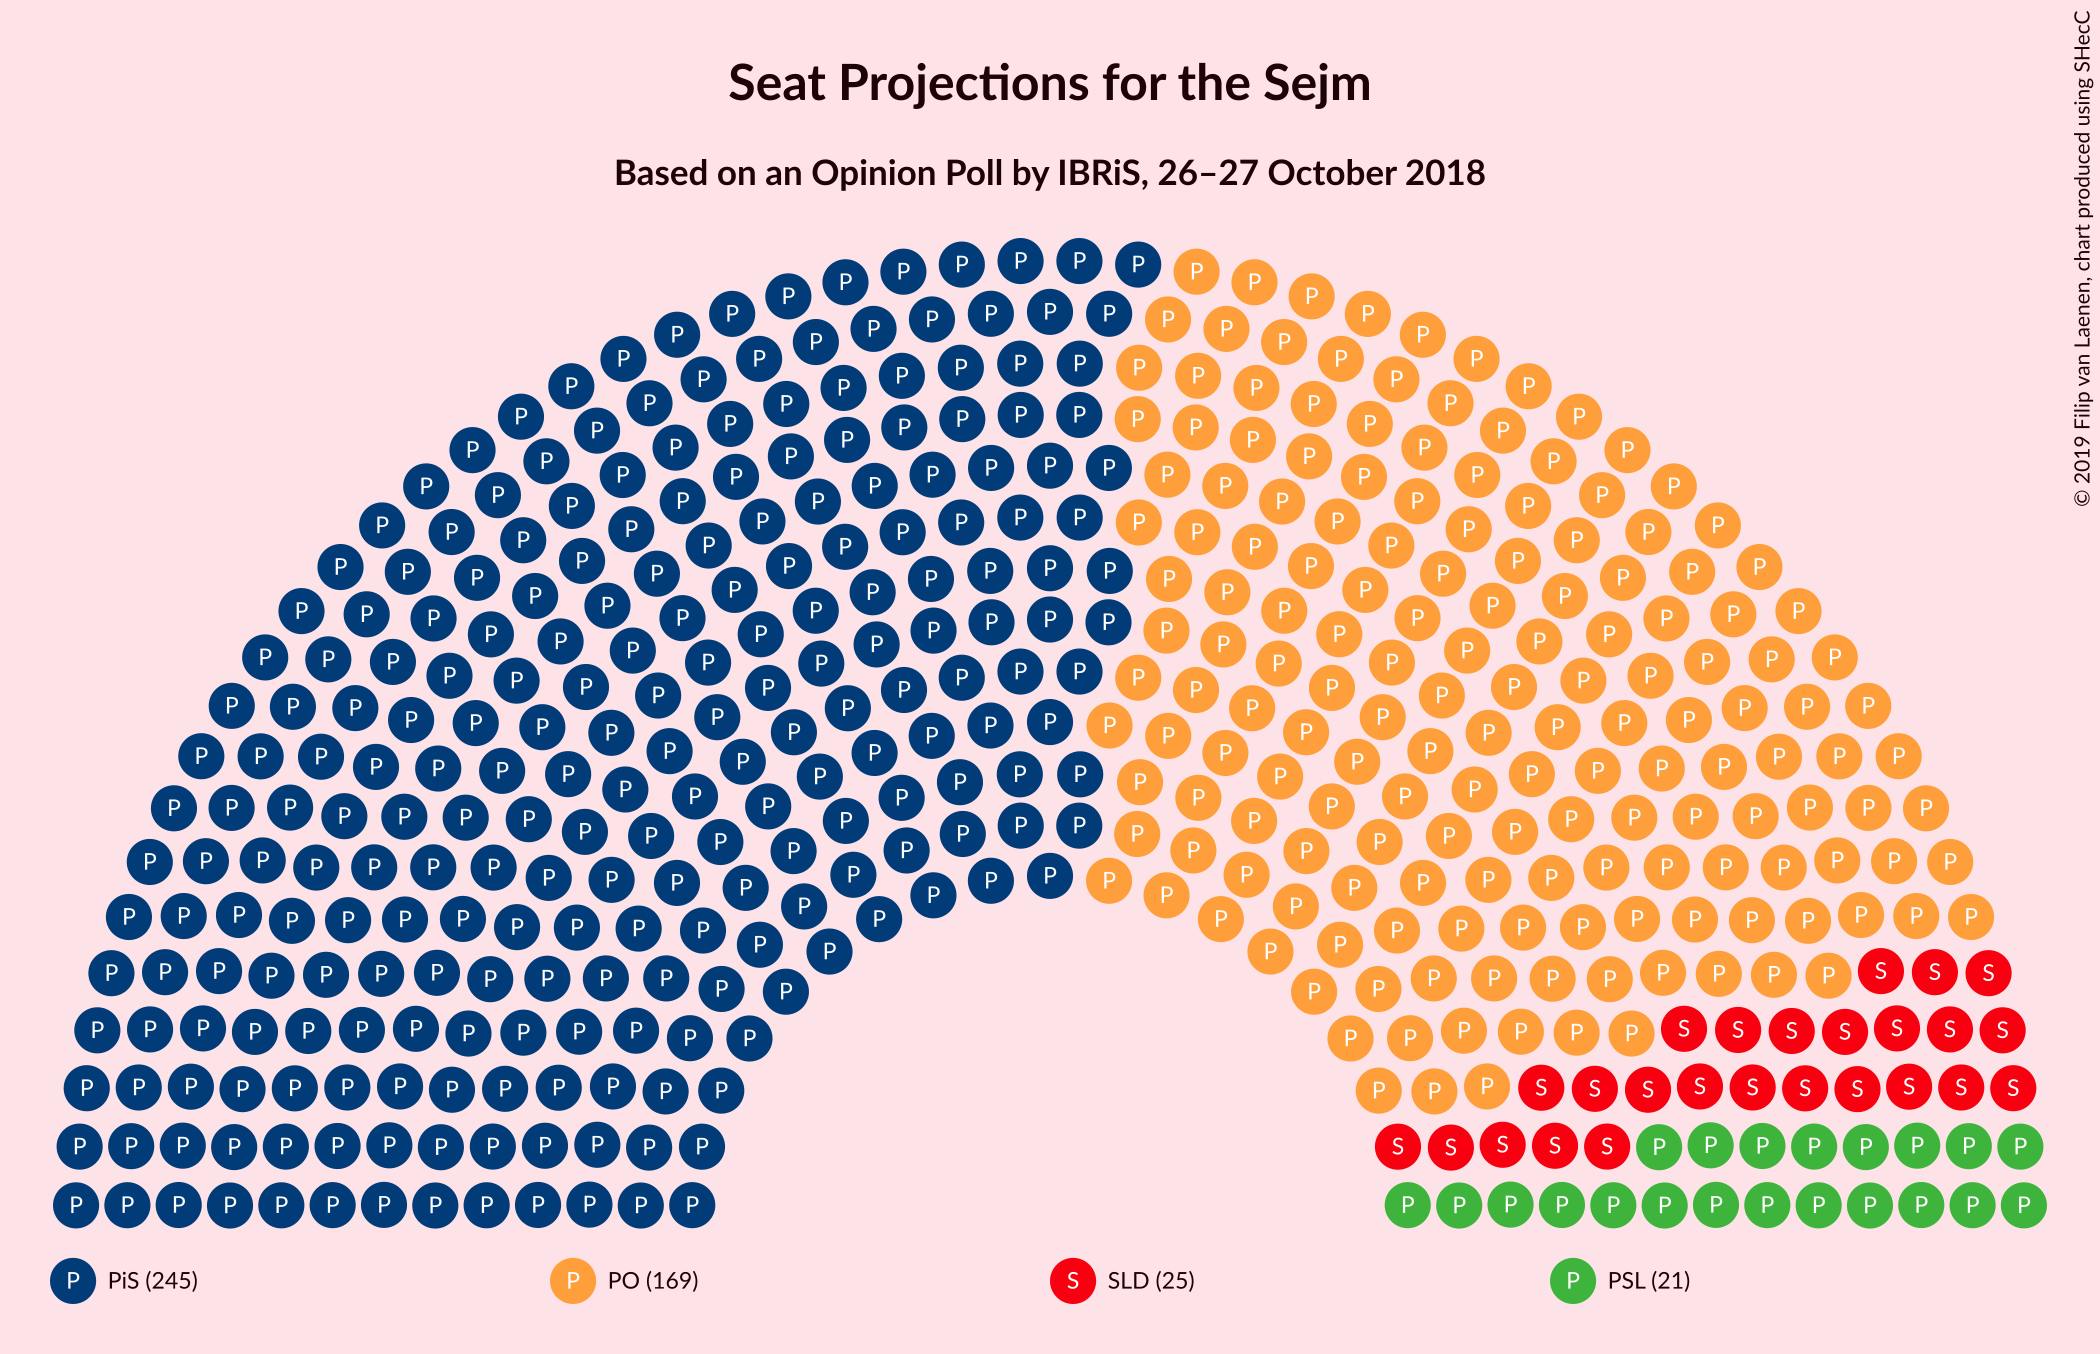 Seat Projections for the Sejm
Based on an Opinion Poll by IBRiS, 26–27 October 2018
© 2019 Filip van Laenen, chart produced using SHecC
P PiS (245)
P PO (169)
S SLD (25)
P PSL (21)